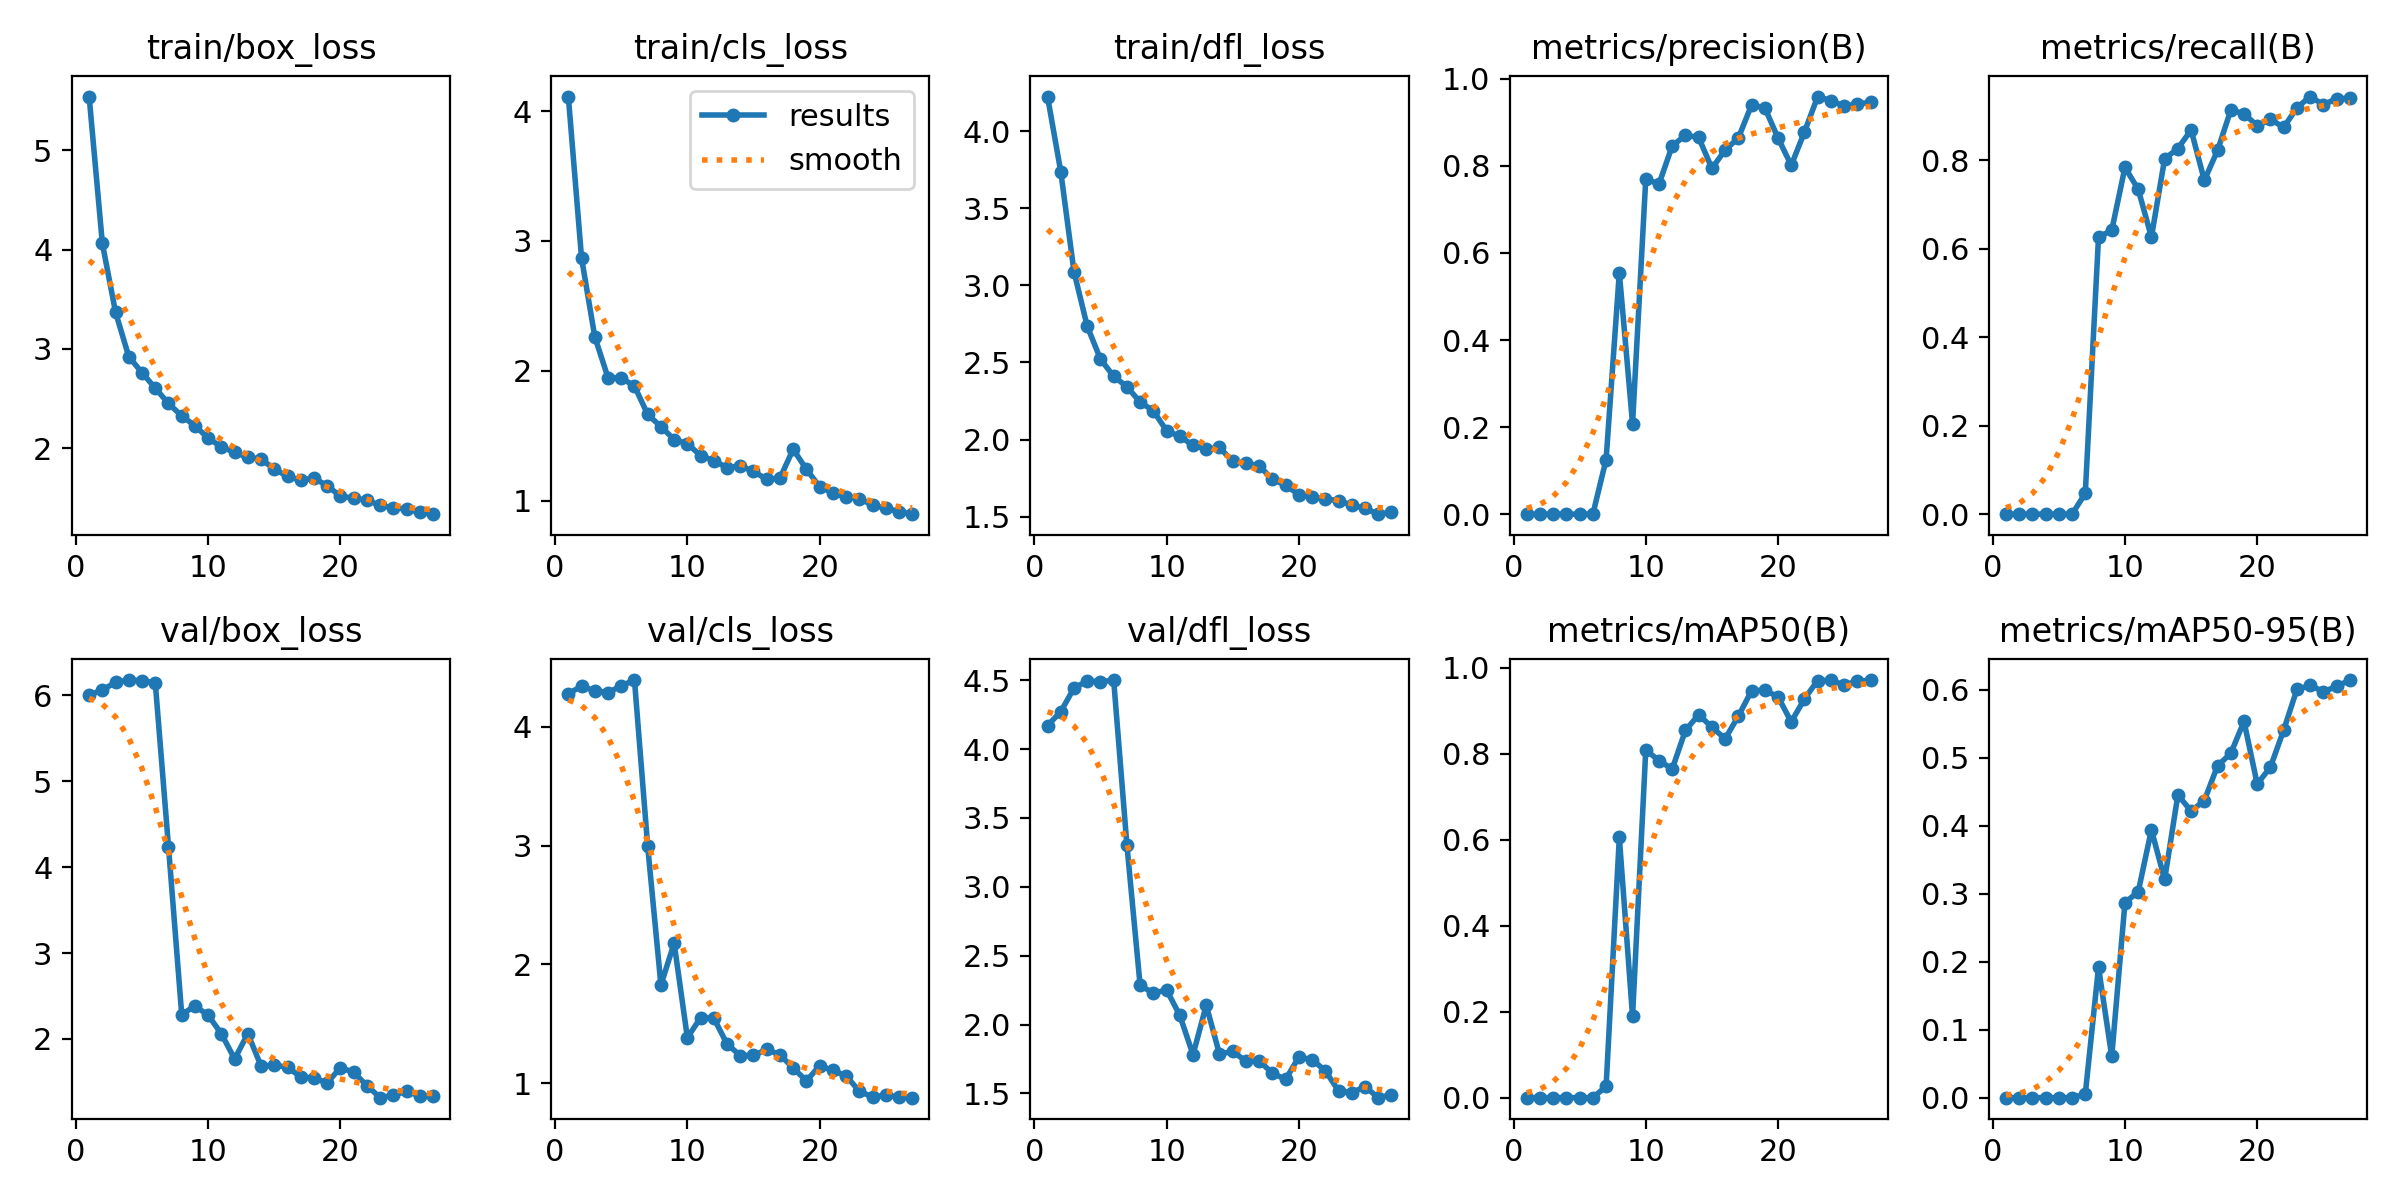 train/box_loss
5
4
3
2
0 10 20
train/cls_loss
results
smooth
4
3
2
1
0 10 20
train/dfl_loss
4.0
3.5
3.0
2.5
2.0
1.5
0 10 20
metrics/precision(B)
1.0
0.8
0.6
0.4
0.2
0.0
0 10 20
metrics/recall(B)
0.8
0.6
0.4
0.2
0.0
0 10 20
val/box_loss
6
5
4
3
2
0 10 20
val/cls_loss
4
3
2
1
0 10 20
val/dfl_loss
4.5
4.0
3.5
3.0
2.5
2.0
1.5
0 10 20
metrics/mAP50(B)
1.0
0.8
0.6
0.4
0.2
0.0
0 10 20
metrics/mAP50-95(B)
0.6
0.5
0.4
0.3
0.2
0.1
0.0
0 10 20